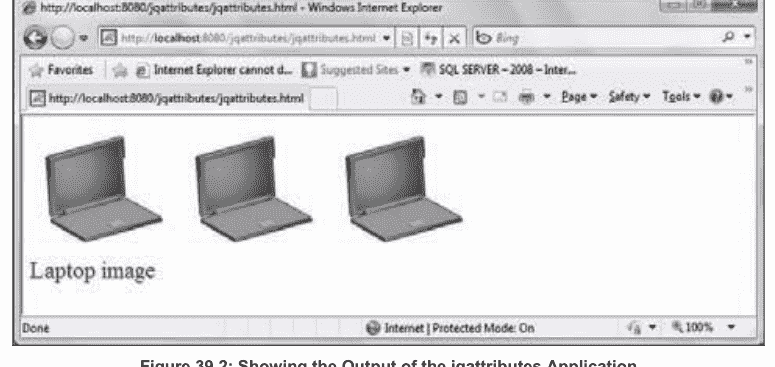 http://localhost:8080/jqattributes/jqattributes.html - Windows Internet Explorer
http://localhost:8080/jqattributes/jqattributes.html Bing
Favorites Internet Explorer cannot d... Suggested Sites SQL SERVER – 2008 – Inter...
http://localhost:8080/jqattributes/jqattributes.html Page Safety Tools
Laptop image
Done Internet | Protected Mode: On 100%
Figure 39.2: Showing the Output of the jqattributes Application